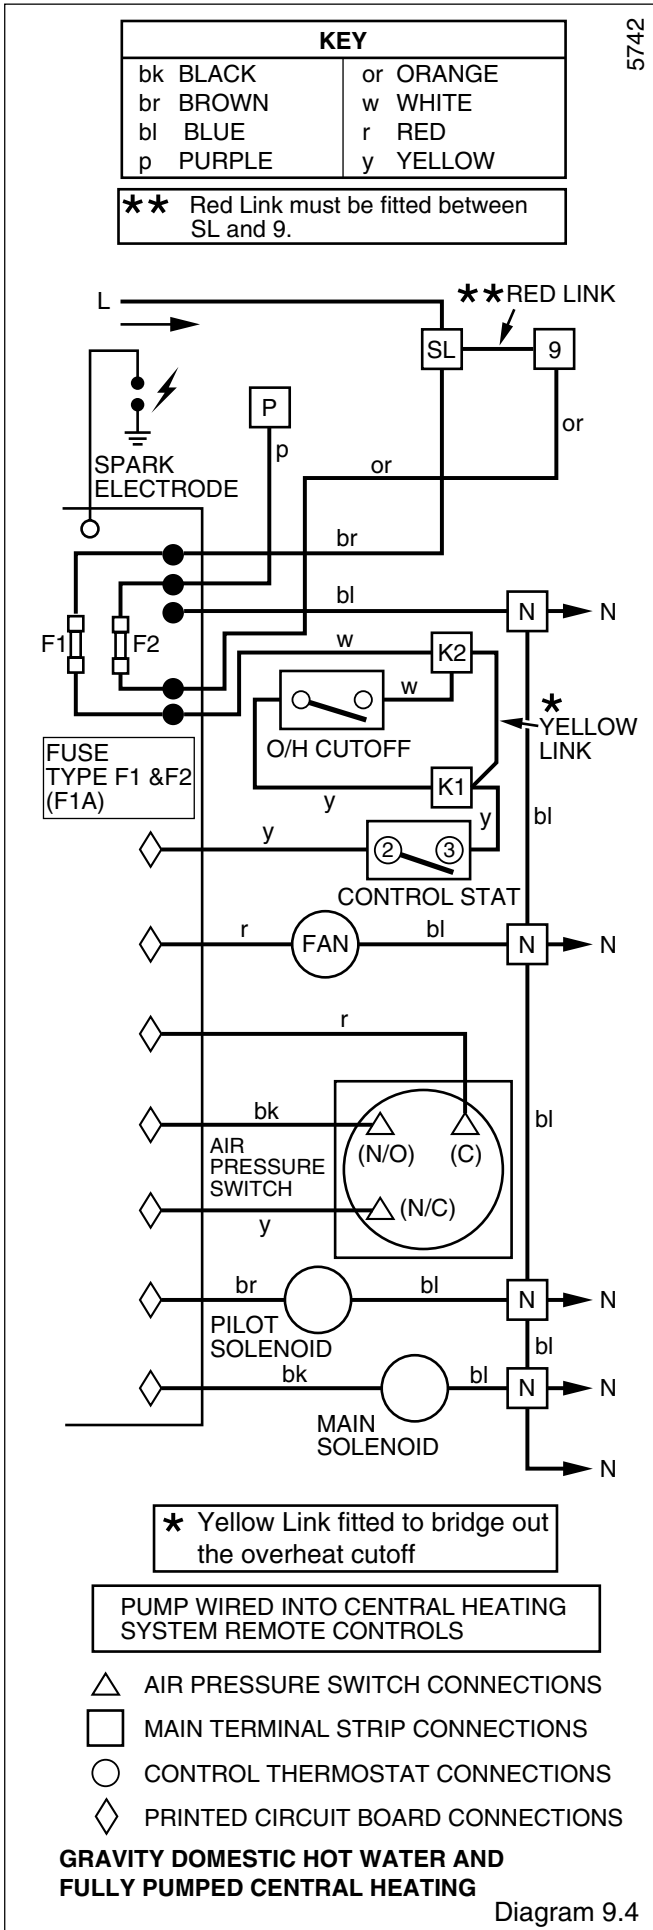 5742
KEY
bk BLACK
br BROWN
bl BLUE
p PURPLE
or ORANGE
w WHITE
r RED
y YELLOW
** Red Link must be fitted between
SL and 9.
L
**RED LINK
SL
9
P
p
or
or
SPARK
ELECTRODE
br
bl
N
N
F1
F2
w
K2
w
O/H CUTOFF
*
YELLOW
LINK
FUSE
TYPE F1 &F2
(F1A)
K1
y
y
bl
y
2
3
CONTROL STAT
r
FAN
bl
N
N
r
bk
(N/O)
(C)
bl
AIR
PRESSURE
SWITCH
(N/C)
y
br
bl
N
N
PILOT
SOLENOID
bl
bk
bl
N
N
MAIN
SOLENOID
N
* Yellow Link fitted to bridge out
the overheat cutoff
PUMP WIRED INTO CENTRAL HEATING
SYSTEM REMOTE CONTROLS
AIR PRESSURE SWITCH CONNECTIONS
MAIN TERMINAL STRIP CONNECTIONS
CONTROL THERMOSTAT CONNECTIONS
PRINTED CIRCUIT BOARD CONNECTIONS
GRAVITY DOMESTIC HOT WATER AND
FULLY PUMPED CENTRAL HEATING
Diagram 9.4